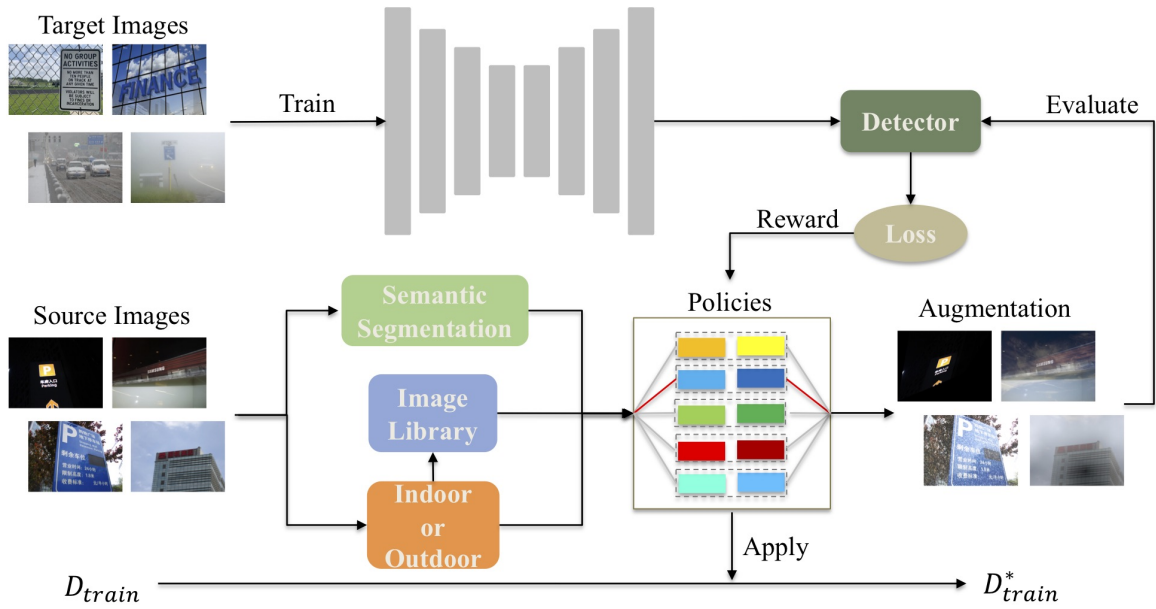 Target Images
NO GROUP
ACTIVITIES
FINANCE
Train
Detector
Evaluate
Reward
Loss
Semantic
Segmentation
Policies
Source Images
Augmentation
P
Parking
Image
Library
P
Indoor
or
Outdoor
Apply
D_train
D*_train